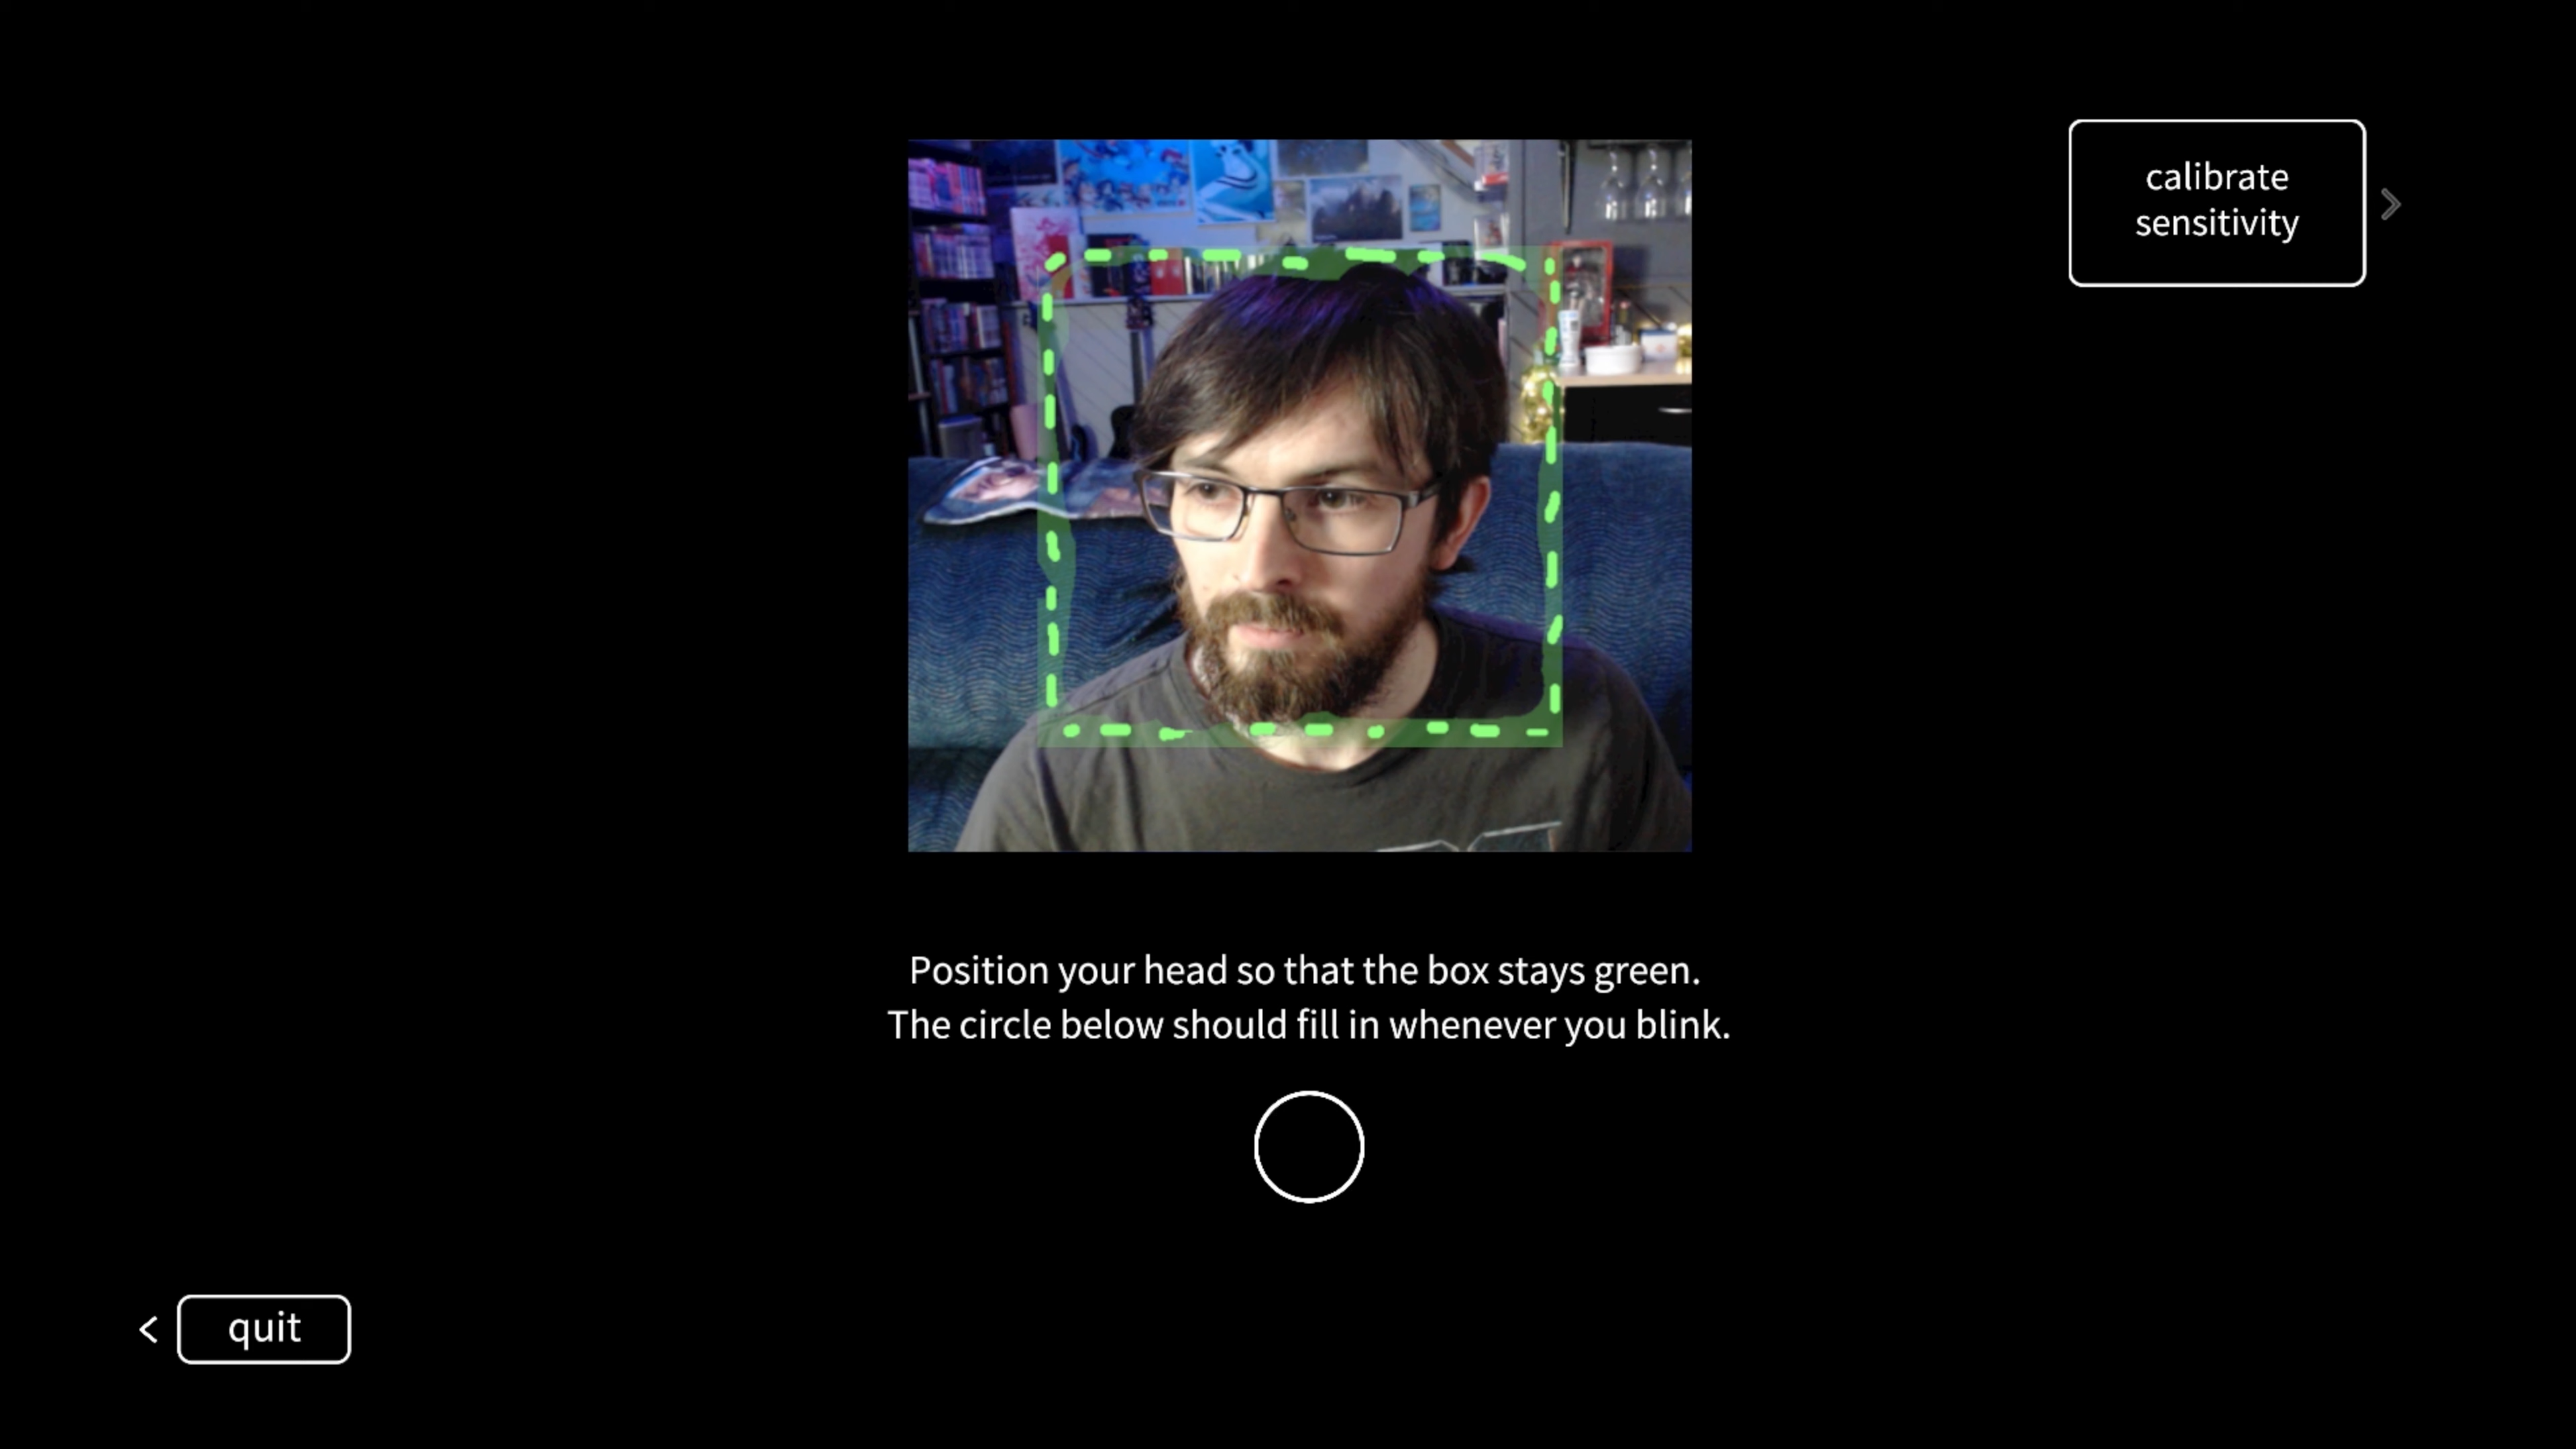 calibrate
sensitivity
Position your head so that the box stays green.
The circle below should fill in whenever you blink.
quit